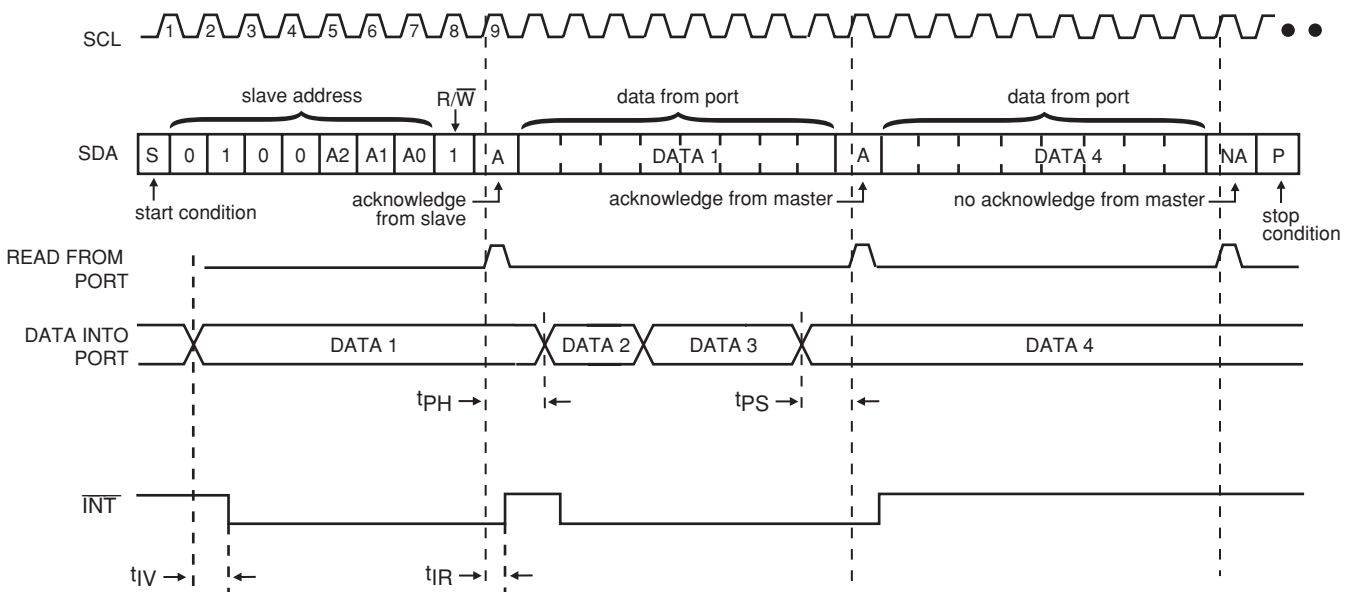 SCL 1 2 3 4 5 6 7 8 9
slave address R/W̅ data from port data from port
SDA S 0 1 0 0 A2 A1 A0 1 A DATA 1 A DATA 4 NA P
start condition
acknowledge
from slave
acknowledge from master
no acknowledge from master
stop
condition
READ FROM
PORT
DATA INTO
PORT
DATA 1 DATA 2 DATA 3 DATA 4
tPH tPS
I̅N̅T̅
tIV tIR